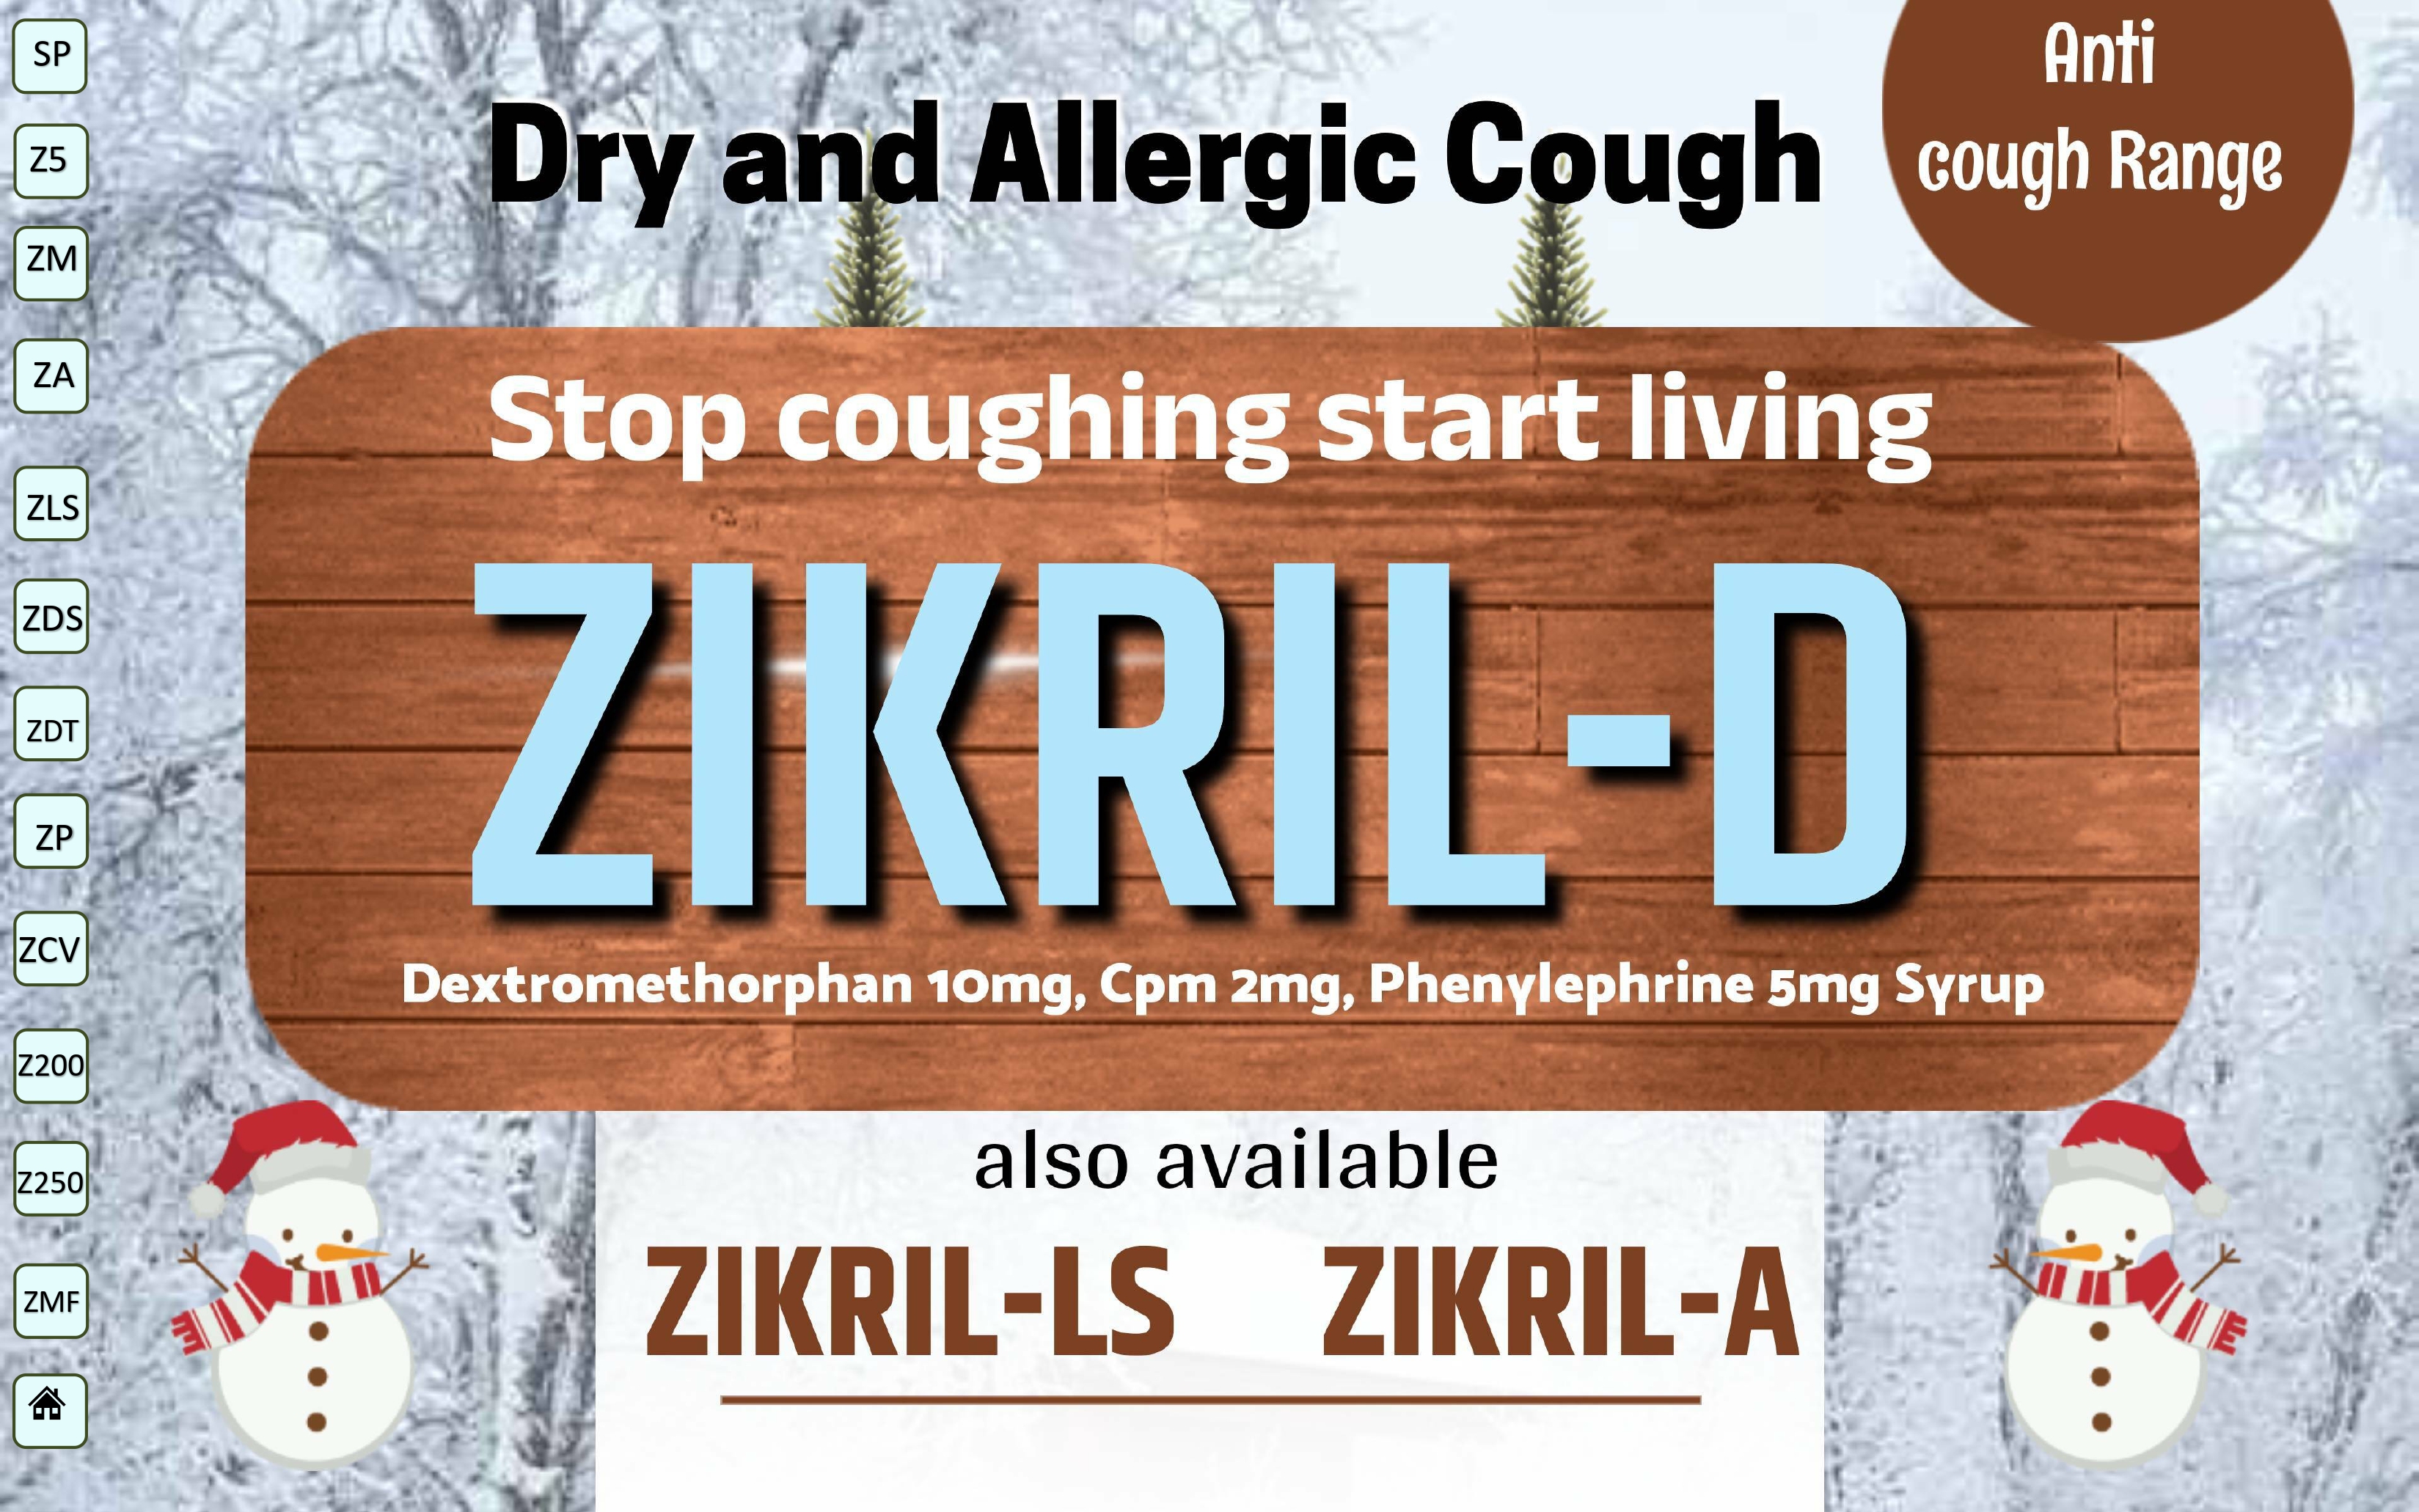 SP
Z5
ZM
ZA
ZLS
ZDS
ZDT
ZP
ZCV
Z200
Z250
ZMF
Anti
cough Range
Dry and Allergic Cough
Stop coughing start living
ZIKRIL-D
Dextromethorphan 10mg, Cpm 2mg, Phenylephrine 5mg Syrup
also available
ZIKRIL-LS ZIKRIL-A